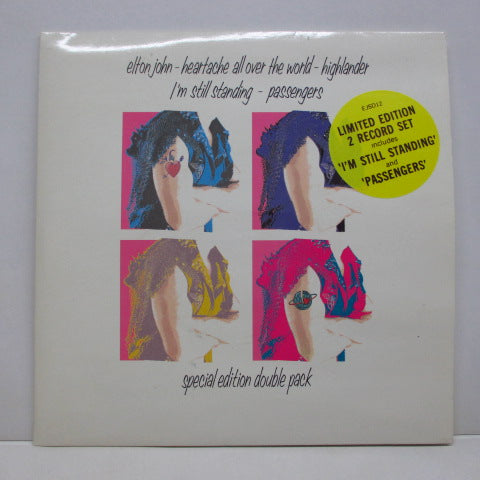 elton john - heartache all over the world - highlander
I'm still standing - passengers
EJSD12
LIMITED EDITION
2 RECORD SET
includes
'I'M STILL STANDING'
and
'PASSENGERS'
special edition double pack